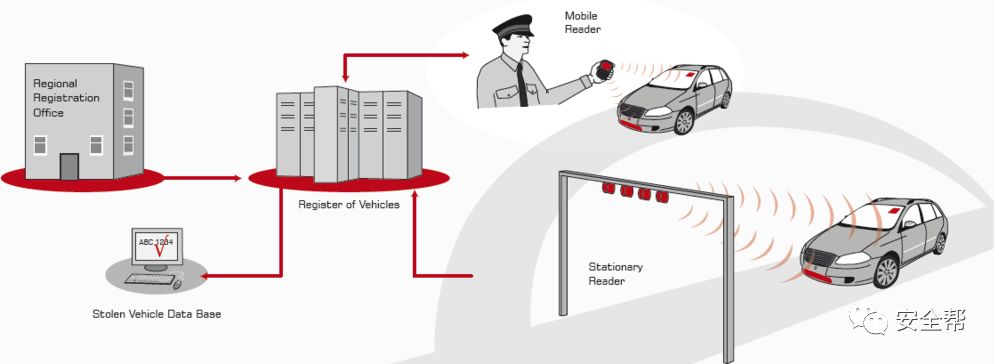 Mobile
Reader
Regional
Registration
Office
Register of Vehicles
ABC 1234
Stationary
Reader
Stolen Vehicle Data Base
安全帮